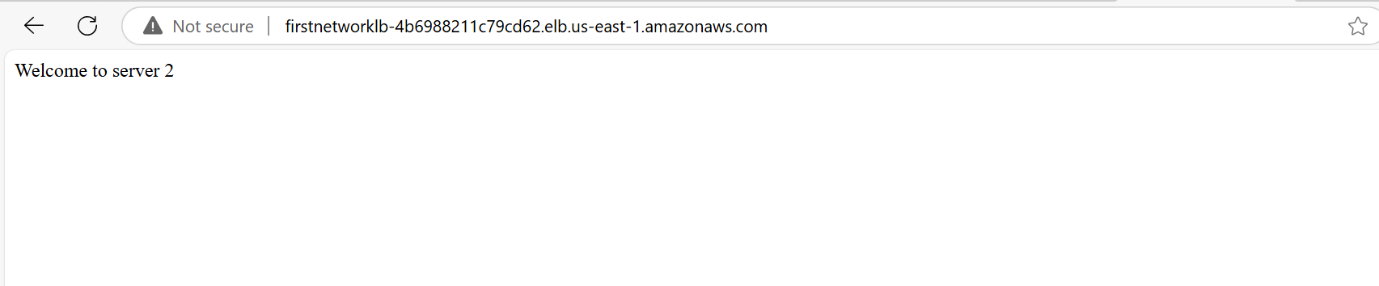 Not secure firstnetworklb-4b6988211c79cd62.elb.us-east-1.amazonaws.com
Welcome to server 2